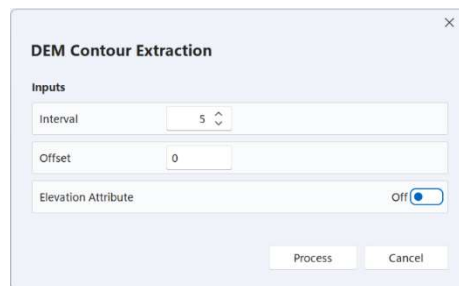 DEM Contour Extraction
Inputs
Interval 5
Offset 0
Elevation Attribute Off
Process Cancel